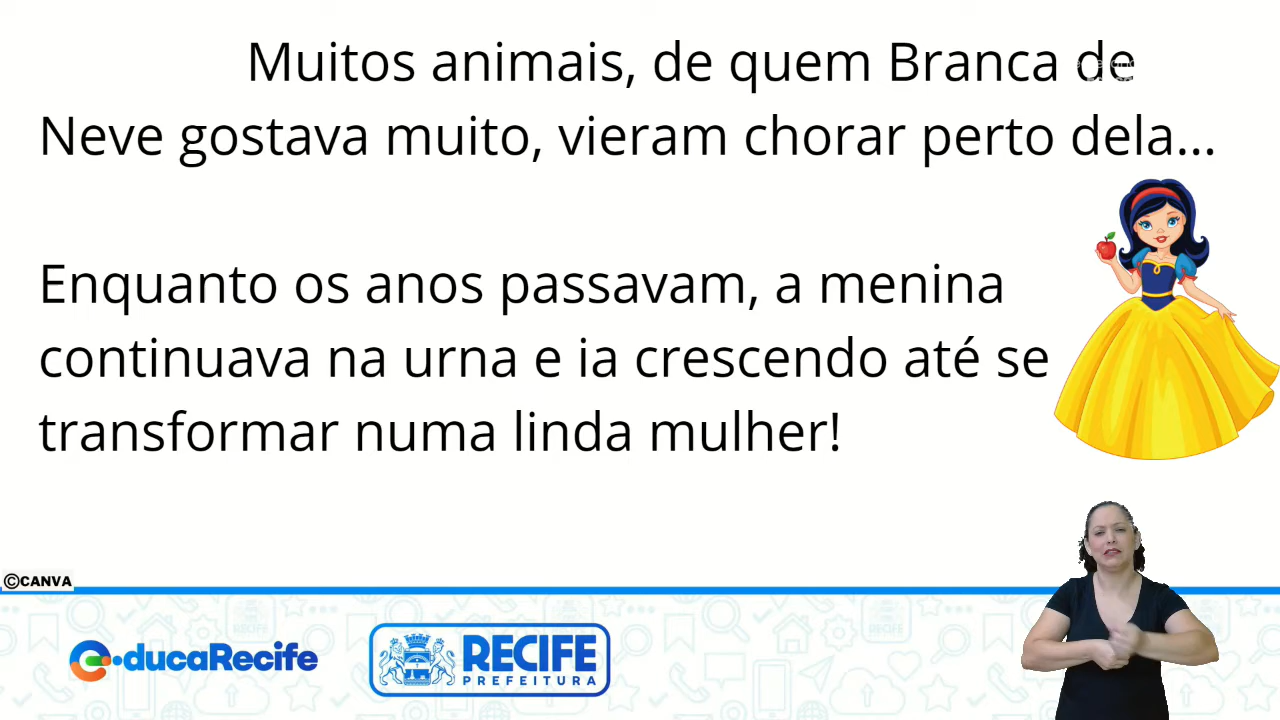 Muitos animais, de quem Branca de
Neve gostava muito, vieram chorar perto dela...
Enquanto os anos passavam, a menina
continuava na urna e ia crescendo até se
transformar numa linda mulher!
©CANVA
ducaRecife
RECIFE
PREFEITURA